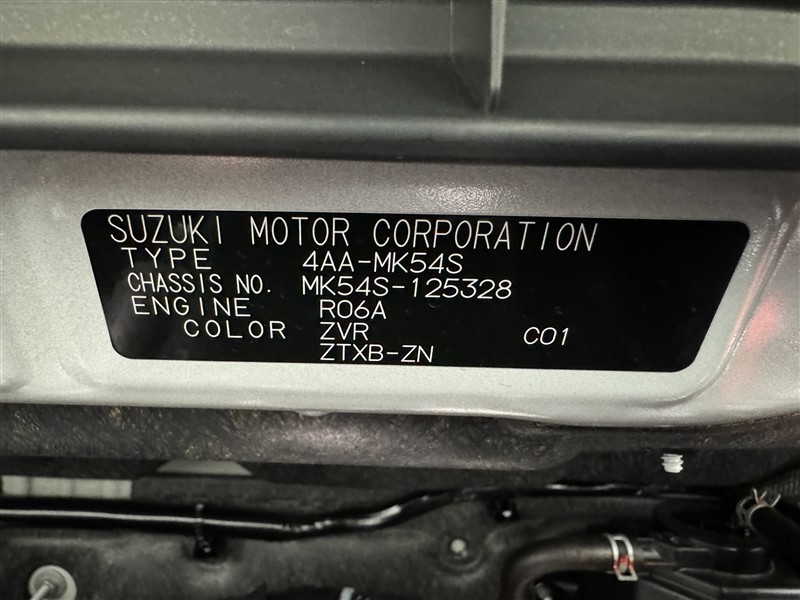 SUZUKI MOTOR CORPORATION
TYPE 4AA-MK54S
CHASSIS NO. MK54S-125328
ENGINE R06A
COLOR ZVR C01
ZTXB-ZN